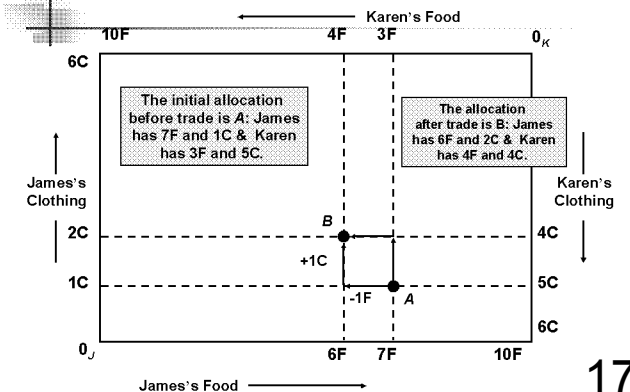 Karen's Food
10F 4F 3F 0K
6C
The initial allocation
before trade is A: James
has 7F and 1C & Karen
has 3F and 5C.
The allocation
after trade is B: James
has 6F and 2C & Karen
has 4F and 4C.
James's
Clothing
Karen's
Clothing
B
2C 4C
+1C
1C 5C
-1F A
6C
0J 6F 7F 10F
James's Food
17